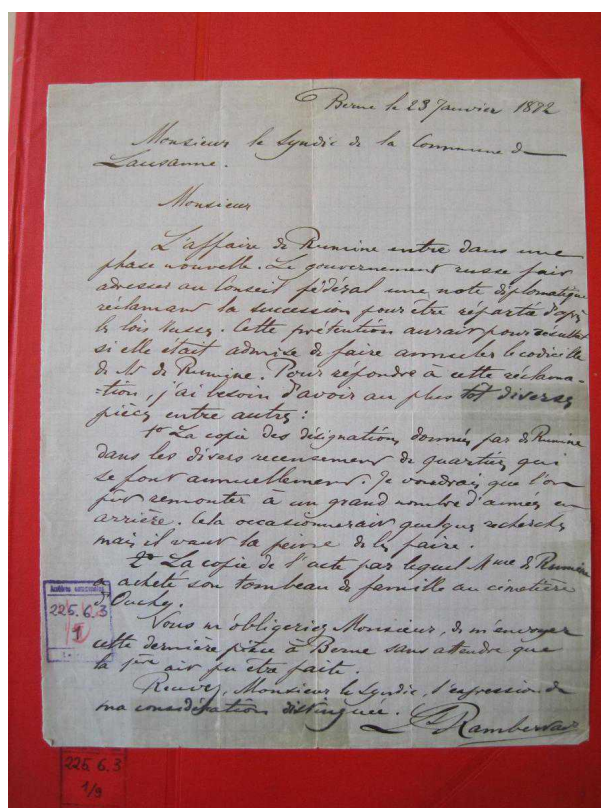 Berne le 23 Janvier 1882
Monsieur le Syndic de la Commune de
Lausanne.
Monsieur
L'affaire de Rumine entre dans une
phase nouvelle. Le gouvernement russe fait
adresser au Conseil fédéral une note diplomatique
réclamant la succession pour être répartie d'après
les lois russes. Cette prétention aurait pour résultat
si elle était admise de faire annuler le codicille
de Mr de Rumine. Pour répondre à cette réclama-
=tion, j'ai besoin d'avoir au plus tot diverses
pièces entre autres :
1o La copie des désignations données par de Rumine
dans les divers recensement de quartier qui
se font annuellement. Je voudrais que l'on
pût remonter à un grand nombre d'années en
arrière. Cela occasionnerait quelques recherches
mais il vaut la peine de les faire.
2o La copie de l'acte par lequel Mme de Rumine
a acheté son tombeau de famille au cimetière
d'Ouchy.
Vous m'obligeriez Monsieur, de m'envoyer
cette dernière pièce à Berne sans attendre que
la 1ère ait pu être faite.
Recevez, Monsieur le Syndic, l'expression de
ma considération distinguée.
Ls Rambert
225.6.3
1
225 6.3
1/9